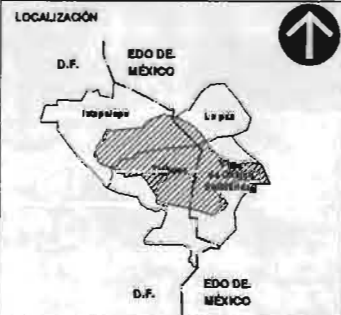 LOCALIZACIÓN
EDO DE.
D.F.
MÉXICO
Iztapalapa
La paz
EDO DE.
D.F.
MÉXICO